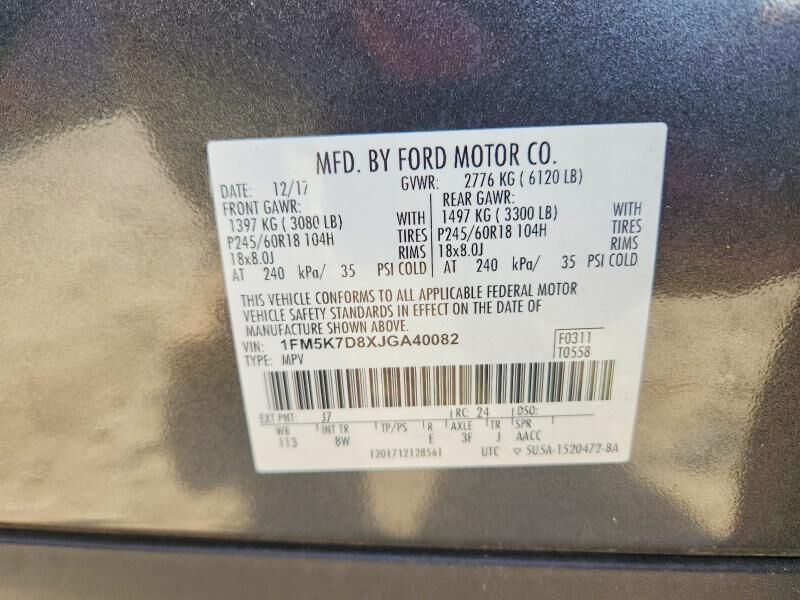 MFD. BY FORD MOTOR CO.
DATE: 12/17 GVWR: 2776 KG ( 6120 LB)
FRONT GAWR: REAR GAWR:
1397 KG ( 3080 LB) WITH 1497 KG ( 3300 LB) WITH
P245/60R18 104H TIRES P245/60R18 104H TIRES
18x8.0J RIMS 18x8.0J RIMS
AT 240 kPa/ 35 PSI COLD AT 240 kPa/ 35 PSI COLD
THIS VEHICLE CONFORMS TO ALL APPLICABLE FEDERAL MOTOR
VEHICLE SAFETY STANDARDS IN EFFECT ON THE DATE OF
MANUFACTURE SHOWN ABOVE.
VIN: 1FM5K7D8XJGA40082 F0311
TYPE: MPV T0558
EXT PNT: J7 RC: 24 DSO:
WB INT TR TP/PS R AXLE TR SPR
113 8W E 3F J AACC
1201712128561 UTC ▽ 5U5A-1520472-BA